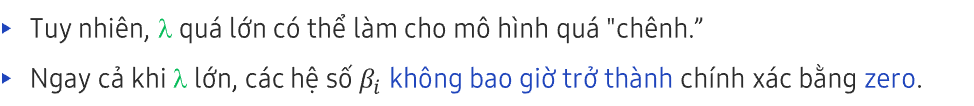 ▸ Tuy nhiên, λ quá lớn có thể làm cho mô hình quá "chênh.”
▸ Ngay cả khi λ lớn, các hệ số βᵢ không bao giờ trở thành chính xác bằng zero.